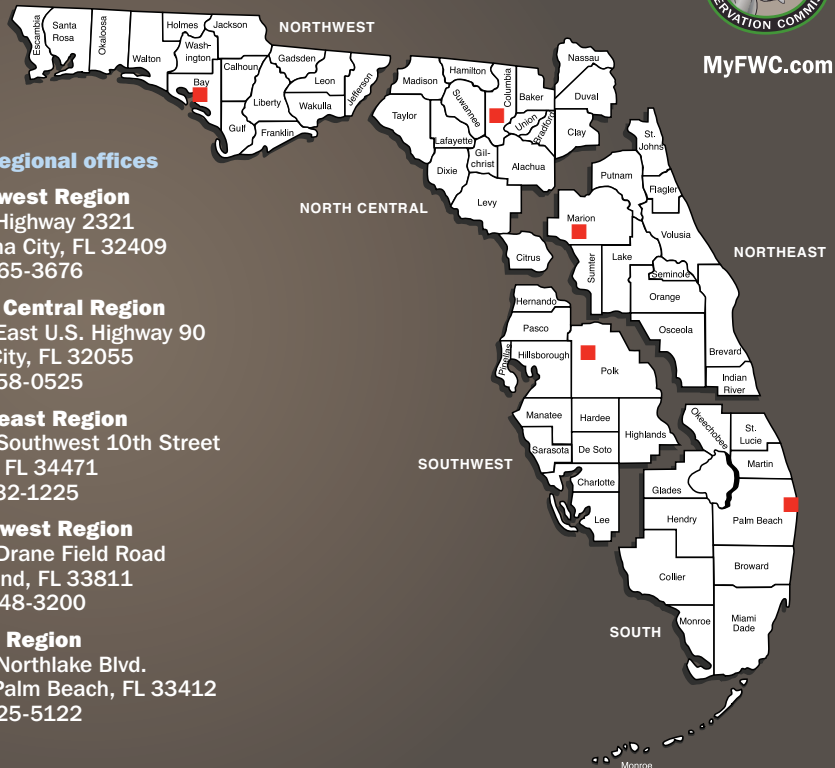 ERVATION COMMIS
MyFWC.com
NORTHWEST
Escambia
Santa
Rosa
Okaloosa
Walton
Holmes
Jackson
Wash-
ington
Bay
Calhoun
Gulf
Liberty
Franklin
Gadsden
Leon
Wakulla
Jefferson
NORTH CENTRAL
Madison
Hamilton
Suwannee
Columbia
Baker
Taylor
Lafayette
Union
Bradford
Nassau
Duval
Clay
Dixie
Gil-
christ
Alachua
Levy
Citrus
NORTHEAST
St.
Johns
Putnam
Flagler
Marion
Volusia
Sumter
Lake
Seminole
Orange
Osceola
Brevard
Indian
River
SOUTHWEST
Hernando
Pasco
Pinellas
Hillsborough
Polk
Manatee
Hardee
Highlands
Sarasota
De Soto
Charlotte
Lee
SOUTH
Okeechobee
St.
Lucie
Martin
Glades
Hendry
Palm Beach
Collier
Broward
Monroe
Miami
Dade
Monroe
egional offices
west Region
Highway 2321
na City, FL 32409
65-3676
Central Region
East U.S. Highway 90
City, FL 32055
58-0525
east Region
Southwest 10th Street
FL 34471
32-1225
west Region
Drane Field Road
nd, FL 33811
48-3200
Region
Northlake Blvd.
Palm Beach, FL 33412
25-5122